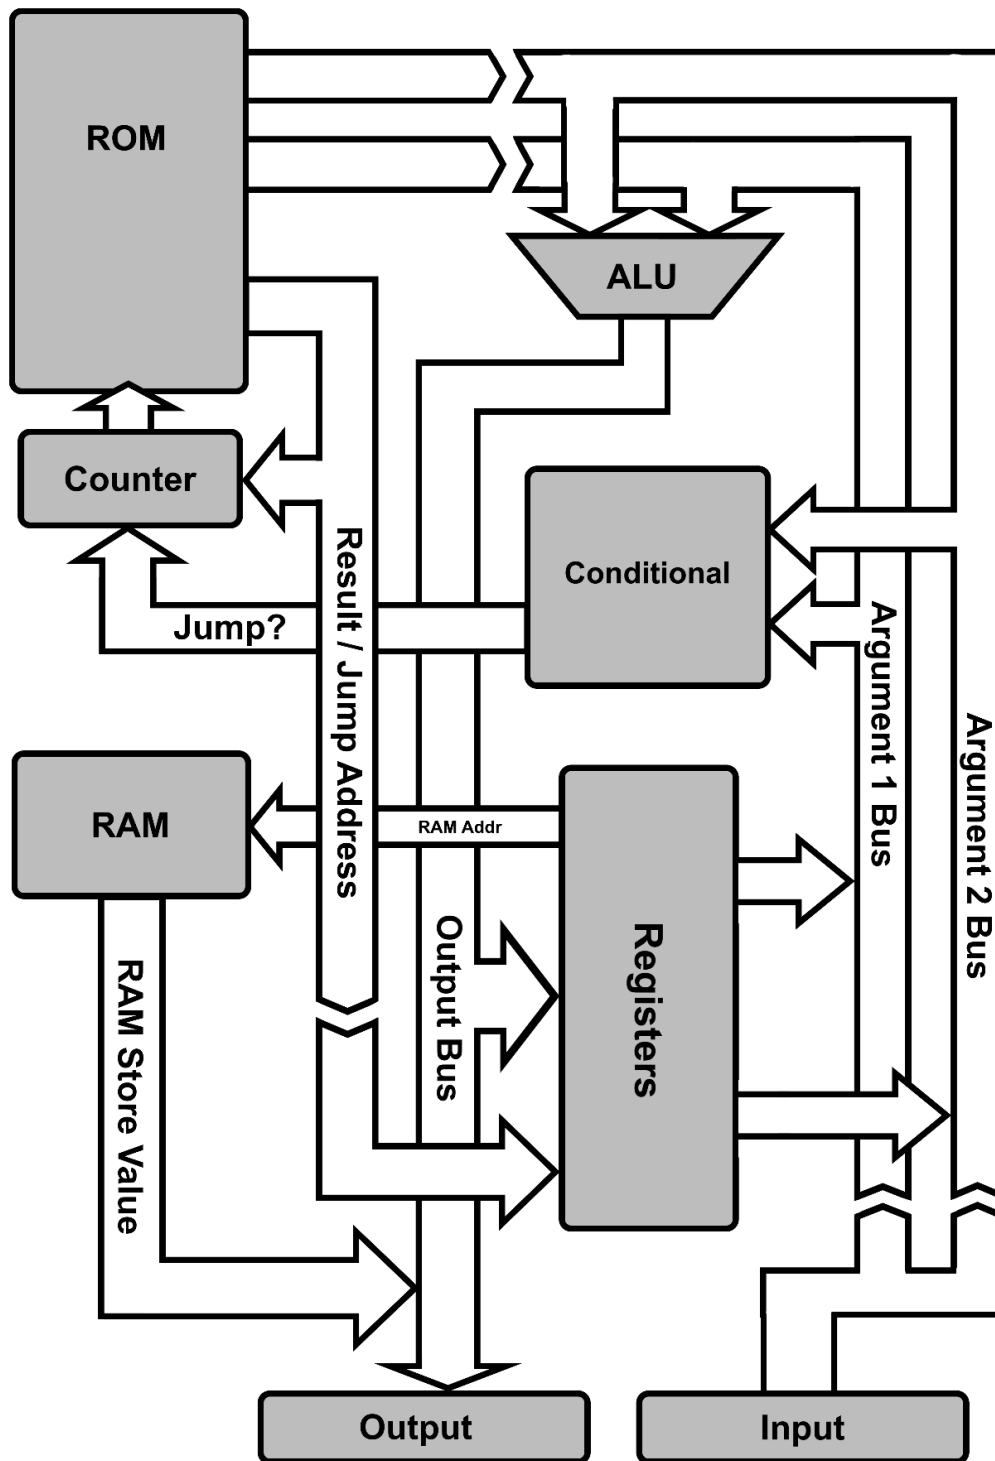 ROM
ALU
Counter
Conditional
Jump?
Result / Jump Address
Argument 1 Bus
Argument 2 Bus
RAM
RAM Addr
Registers
Output Bus
RAM Store Value
Output
Input